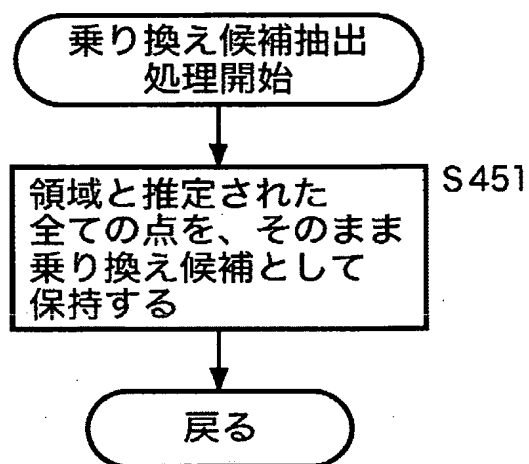 乗り換え候補抽出
処理開始
S451
領域と推定された
全ての点を、そのまま
乗り換え候補として
保持する
戻る